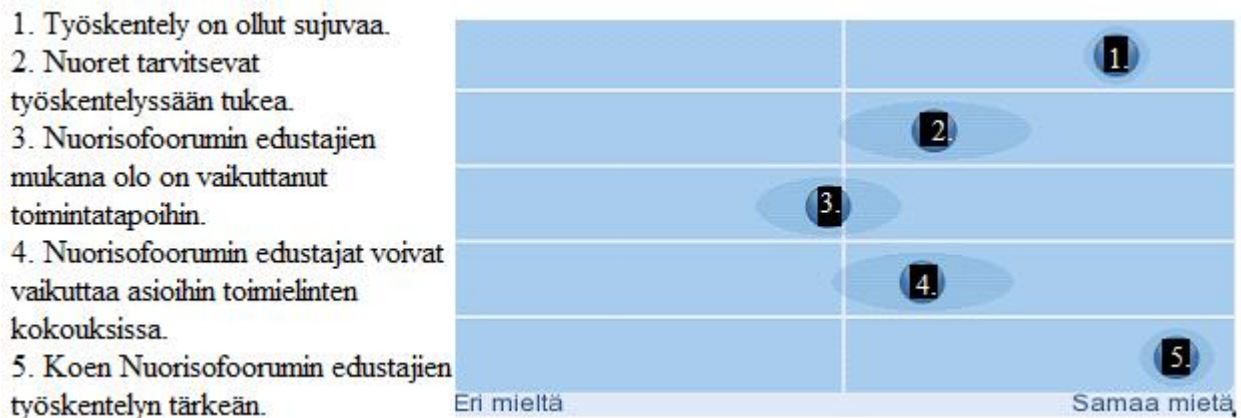 1. Työskentely on ollut sujuvaa.
2. Nuoret tarvitsevat
työskentelyssään tukea.
3. Nuorisofoorumin edustajien
mukana olo on vaikuttanut
toimintatapoihin.
4. Nuorisofoorumin edustajat voivat
vaikuttaa asioihin toimielinten
kokouksissa.
5. Koen Nuorisofoorumin edustajien
työskentelyn tärkeän.
1.
2.
3.
4.
5.
Eri mieltä
Samaa mietä